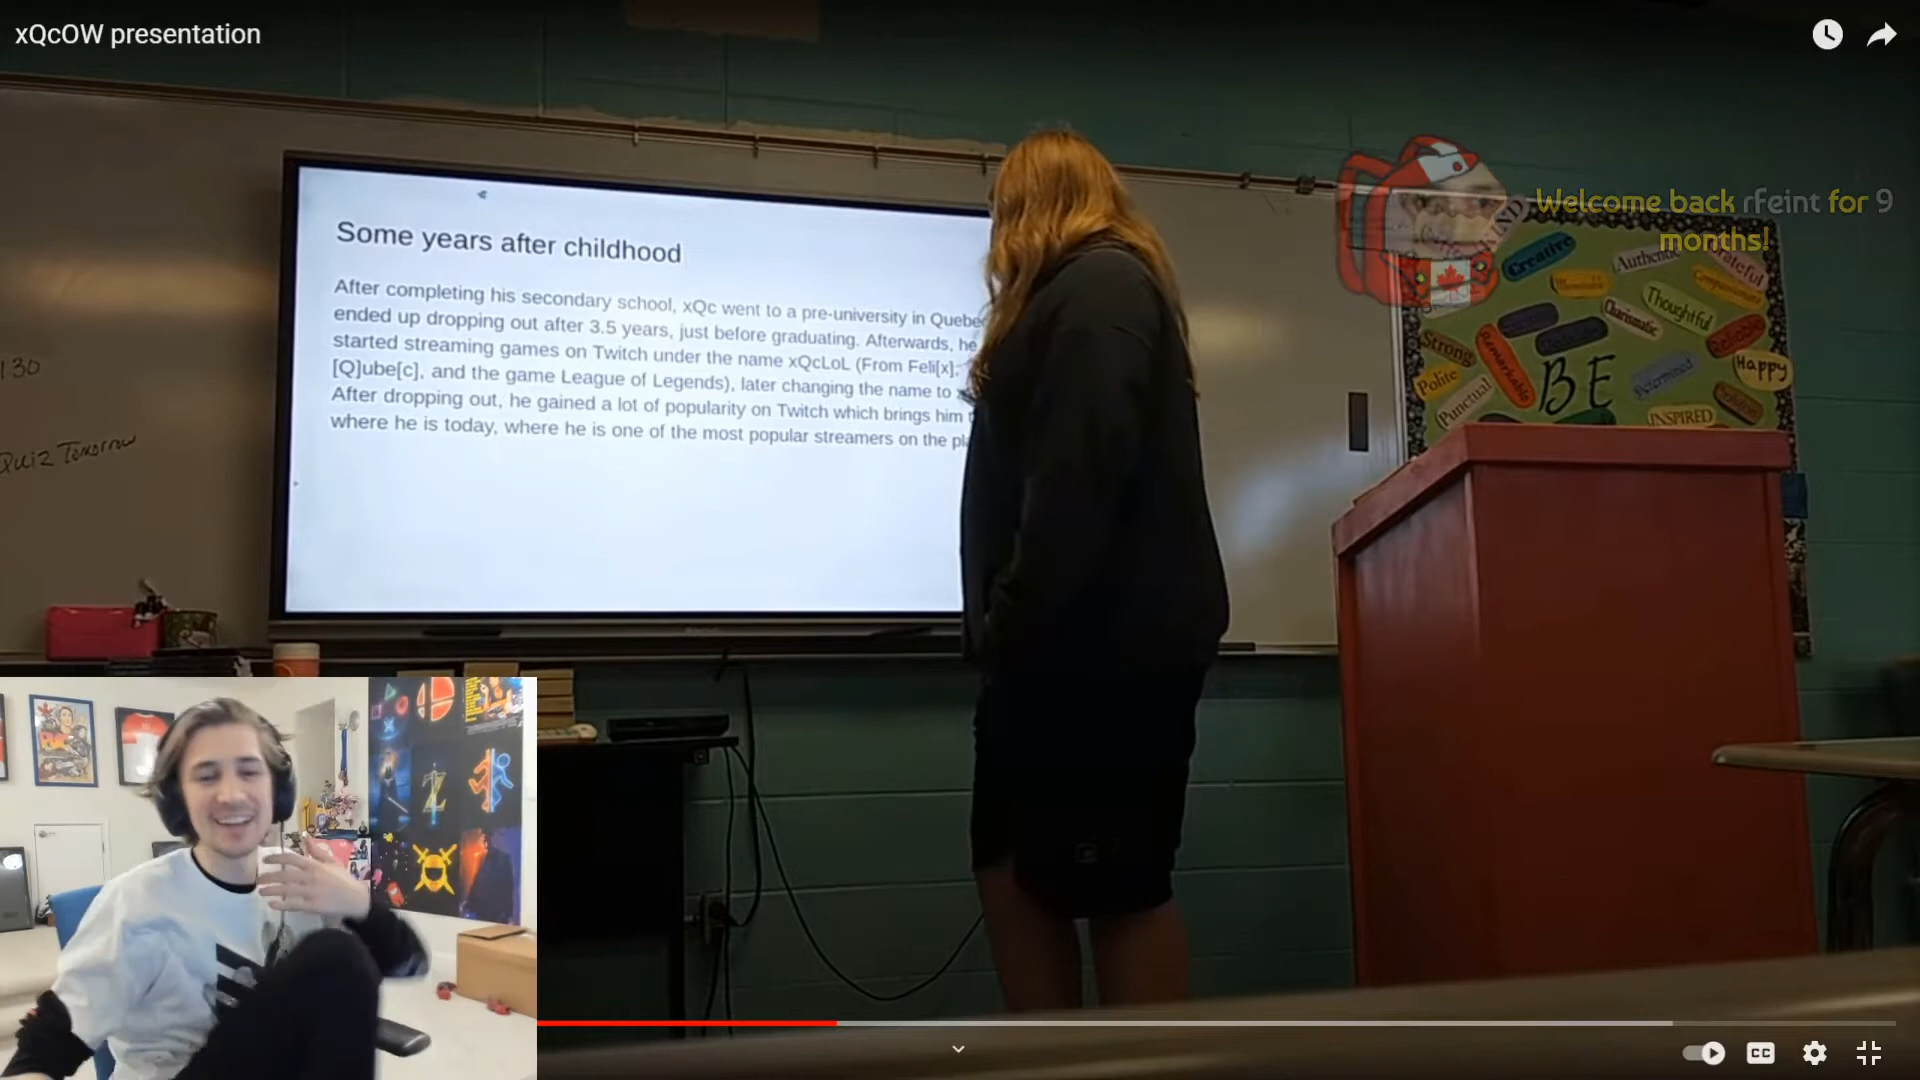 xQcOW presentation
Welcome back rFeint for 9
months!
Some years after childhood
After completing his secondary school, xQc went to a pre-university in Quebec
ended up dropping out after 3.5 years, just before graduating. Afterwards, he
started streaming games on Twitch under the name xQcLoL (From Feli[x],
[Q]ube[c], and the game League of Legends), later changing the name to
After dropping out, he gained a lot of popularity on Twitch which brings him
where he is today, where he is one of the most popular streamers on the
130
Quiz Tomorrow
Creative
Authentic
Grateful
Thoughtful
Charismatic
Strong
Remarkable
Reliable
Happy
Polite
Punctual
BE
Determined
INSPIRED
CC